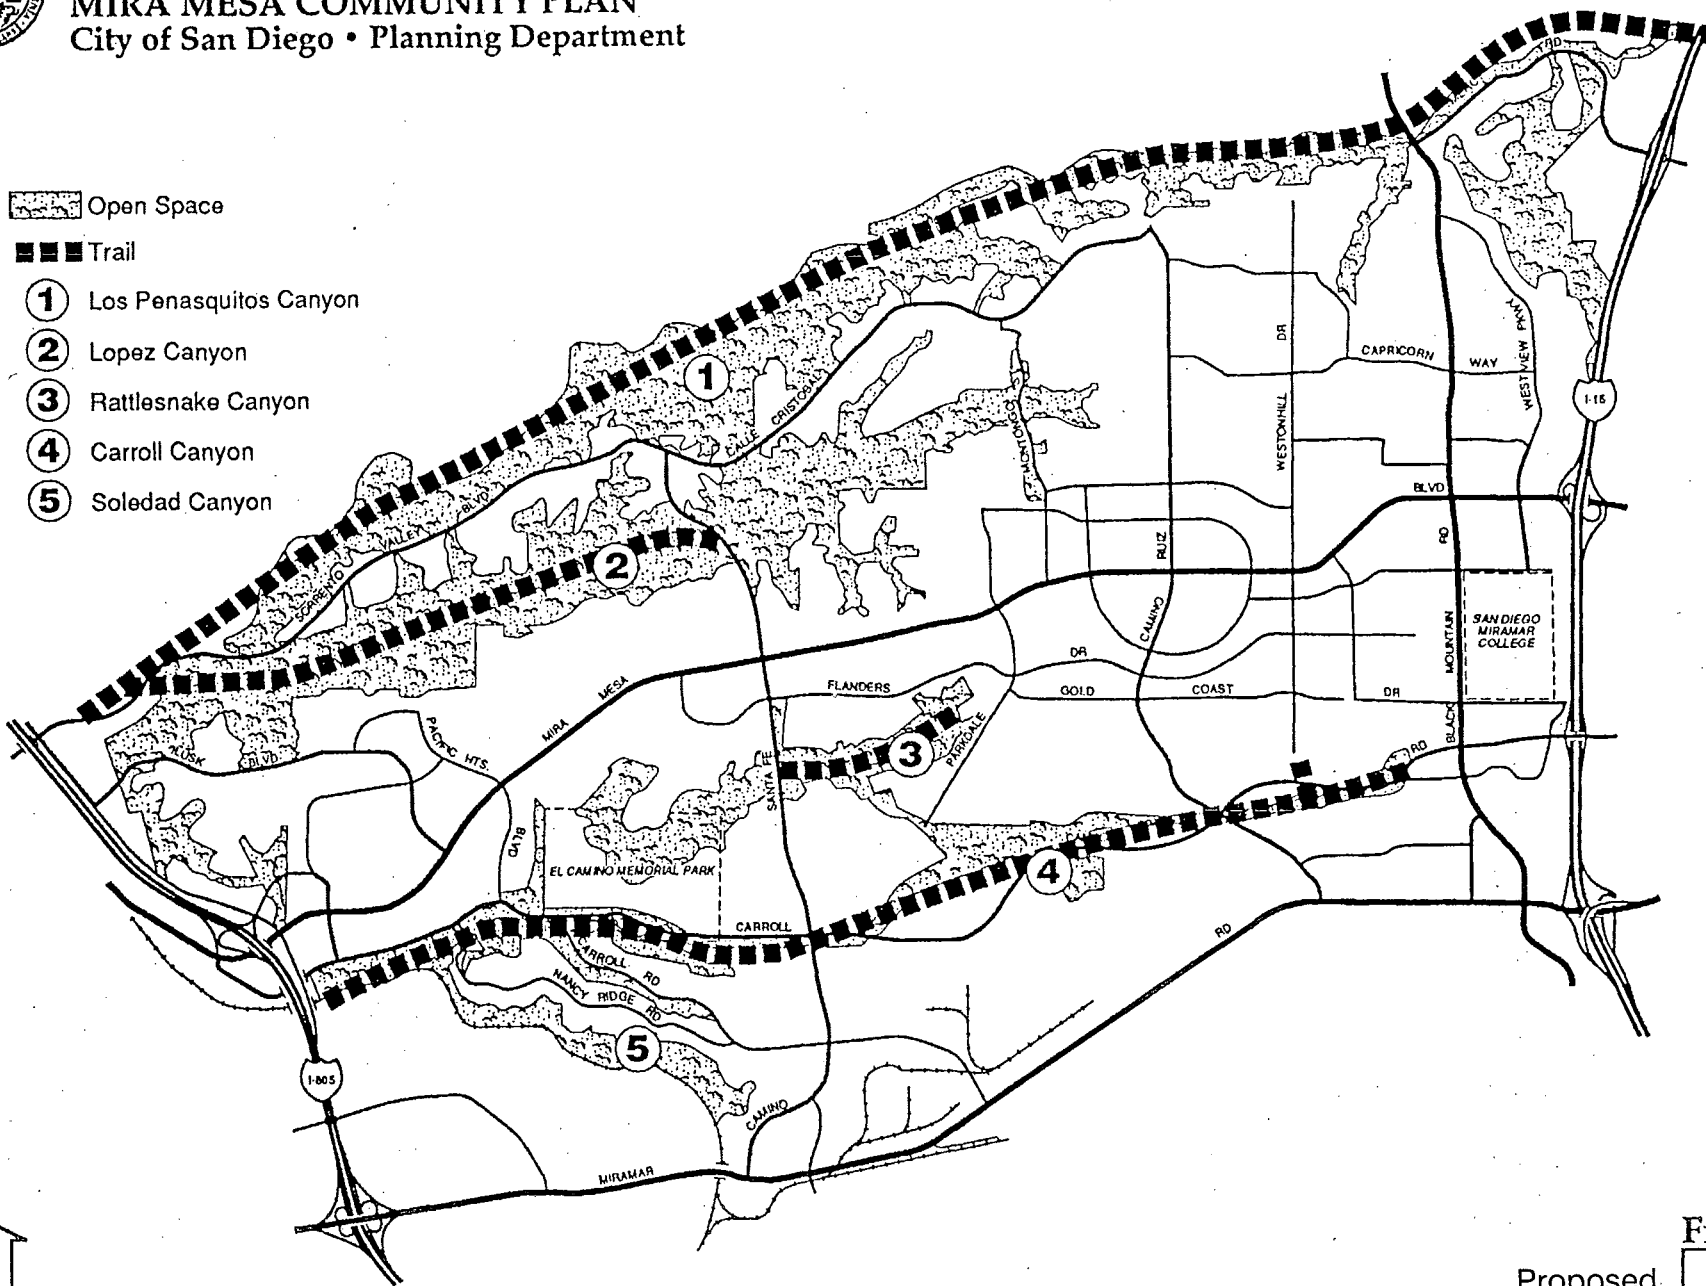 MIRA MESA COMMUNITY PLAN
City of San Diego • Planning Department
Open Space
Trail
1 Los Penasquitos Canyon
2 Lopez Canyon
3 Rattlesnake Canyon
4 Carroll Canyon
5 Soledad Canyon
RD
1
CALLE CRISTOBAL
MONTONGO
DR
WESTONHILL
CAPRICORN WAY
WESTVIEW PKWY
I-15
BLVD
SORRENTO VALLEY BLVD
2
RUIZ
CAMINO
RD
MOUNTAIN
BLACK
SAN DIEGO
MIRAMAR
COLLEGE
MIRA MESA
FLANDERS DR
GOLD COAST DR
LUSK BLVD
PACIFIC HTS.
BLVD
SANTA FE
3
PARKDALE
RD
EL CAMINO MEMORIAL PARK
4
CARROLL
CARROLL RD
NANCY RIDGE RD
RD
5
I-805
CAMINO
MIRAMAR
Proposed